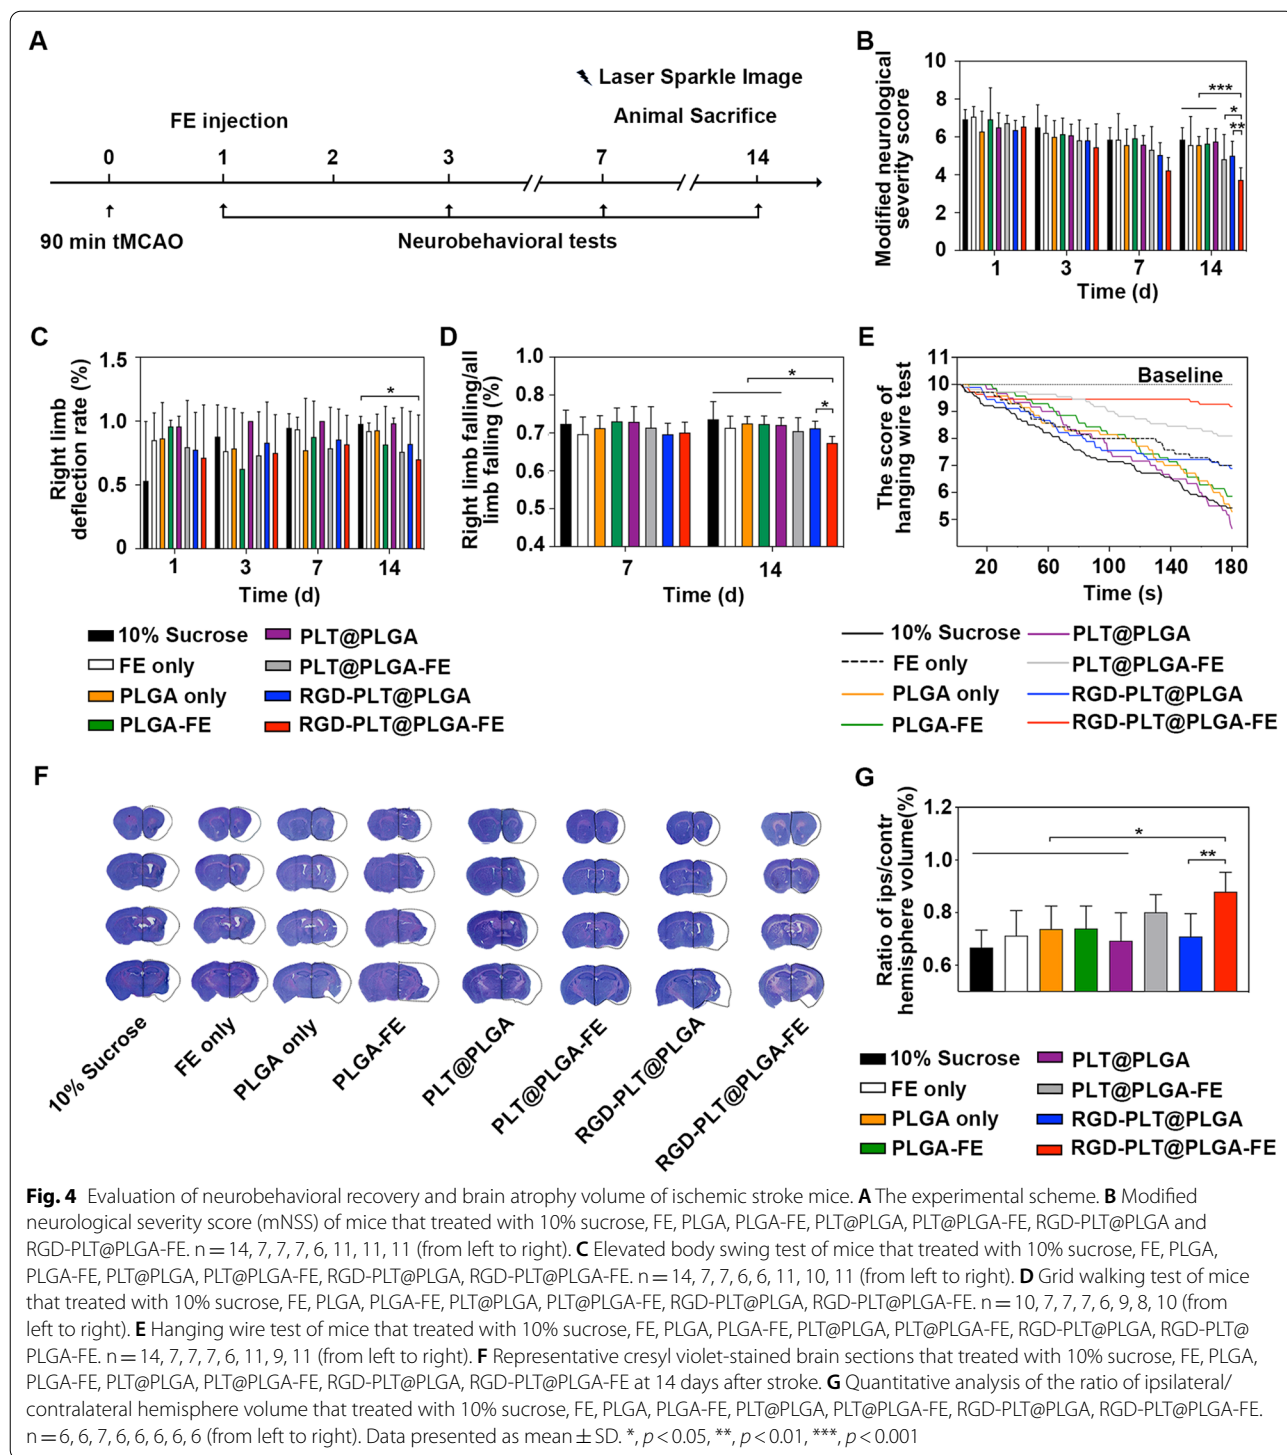 A
Laser Sparkle Image
FE injection
Animal Sacrifice
0 1 2 3 7 14
90 min tMCAO
Neurobehavioral tests
B
Modified neurological
severity score
10
8
6
4
2
0
***
*
**
1 3 7 14
Time (d)
C
Right limb
deflection rate (%)
1.5
1.0
0.5
0
*
1 3 7 14
Time (d)
D
Right limb falling/all
limb falling (%)
1.0
0.9
0.8
0.7
0.6
0.4
*
*
7 14
Time (d)
E
The score of
hanging wire test
11
10
9
8
7
6
5
Baseline
20 60 100 140 180
Time (s)
10% Sucrose
FE only
PLGA only
PLGA-FE
PLT@PLGA
PLT@PLGA-FE
RGD-PLT@PLGA
RGD-PLT@PLGA-FE
10% Sucrose
FE only
PLGA only
PLGA-FE
PLT@PLGA
PLT@PLGA-FE
RGD-PLT@PLGA
RGD-PLT@PLGA-FE
F
10% Sucrose
FE only
PLGA only
PLGA-FE
PLT@PLGA
PLT@PLGA-FE
RGD-PLT@PLGA
RGD-PLT@PLGA-FE
G
Ratio of ips/contr
hemisphere volume(%)
1.2
1.0
0.8
0.6
*
**
10% Sucrose
FE only
PLGA only
PLGA-FE
PLT@PLGA
PLT@PLGA-FE
RGD-PLT@PLGA
RGD-PLT@PLGA-FE
Fig. 4 Evaluation of neurobehavioral recovery and brain atrophy volume of ischemic stroke mice. A The experimental scheme. B Modified
neurological severity score (mNSS) of mice that treated with 10% sucrose, FE, PLGA, PLGA-FE, PLT@PLGA, PLT@PLGA-FE, RGD-PLT@PLGA and
RGD-PLT@PLGA-FE. n = 14, 7, 7, 7, 6, 11, 11, 11 (from left to right). C Elevated body swing test of mice that treated with 10% sucrose, FE, PLGA,
PLGA-FE, PLT@PLGA, PLT@PLGA-FE, RGD-PLT@PLGA, RGD-PLT@PLGA-FE. n = 14, 7, 7, 6, 6, 11, 10, 11 (from left to right). D Grid walking test of mice
that treated with 10% sucrose, FE, PLGA, PLGA-FE, PLT@PLGA, PLT@PLGA-FE, RGD-PLT@PLGA, RGD-PLT@PLGA-FE. n = 10, 7, 7, 7, 6, 9, 8, 10 (from
left to right). E Hanging wire test of mice that treated with 10% sucrose, FE, PLGA, PLGA-FE, PLT@PLGA, PLT@PLGA-FE, RGD-PLT@PLGA, RGD-PLT@
PLGA-FE. n = 14, 7, 7, 7, 6, 11, 9, 11 (from left to right). F Representative cresyl violet-stained brain sections that treated with 10% sucrose, FE, PLGA,
PLGA-FE, PLT@PLGA, PLT@PLGA-FE, RGD-PLT@PLGA, RGD-PLT@PLGA-FE at 14 days after stroke. G Quantitative analysis of the ratio of ipsilateral/
contralateral hemisphere volume that treated with 10% sucrose, FE, PLGA, PLGA-FE, PLT@PLGA, PLT@PLGA-FE, RGD-PLT@PLGA, RGD-PLT@PLGA-FE.
n = 6, 6, 7, 6, 6, 6, 6, 6 (from left to right). Data presented as mean ± SD. *, p < 0.05, **, p < 0.01, ***, p < 0.001